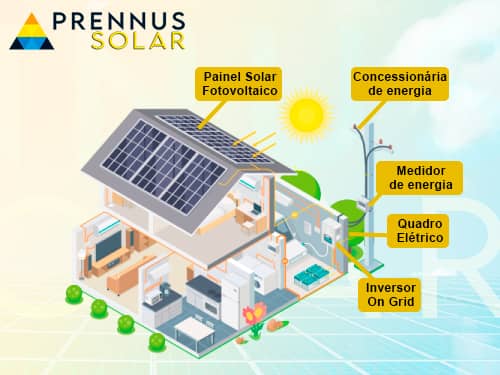 PRENNUS
SOLAR
Painel Solar
Fotovoltaico
Concessionária
de energia
Medidor
de energia
Quadro
Elétrico
Inversor
On Grid
R